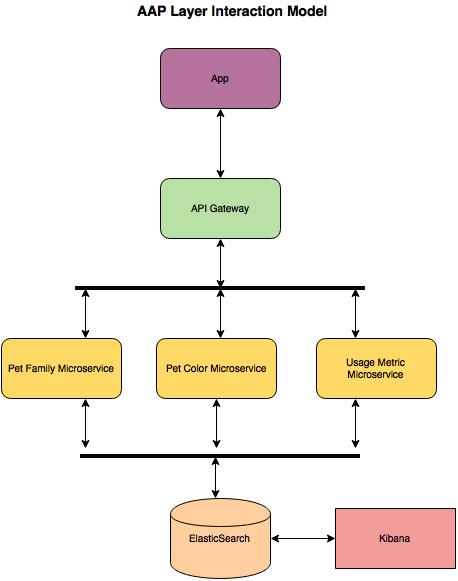 AAP Layer Interaction Model
App
API Gateway
Pet Family Microservice
Pet Color Microservice
Usage Metric
Microservice
ElasticSearch
Kibana